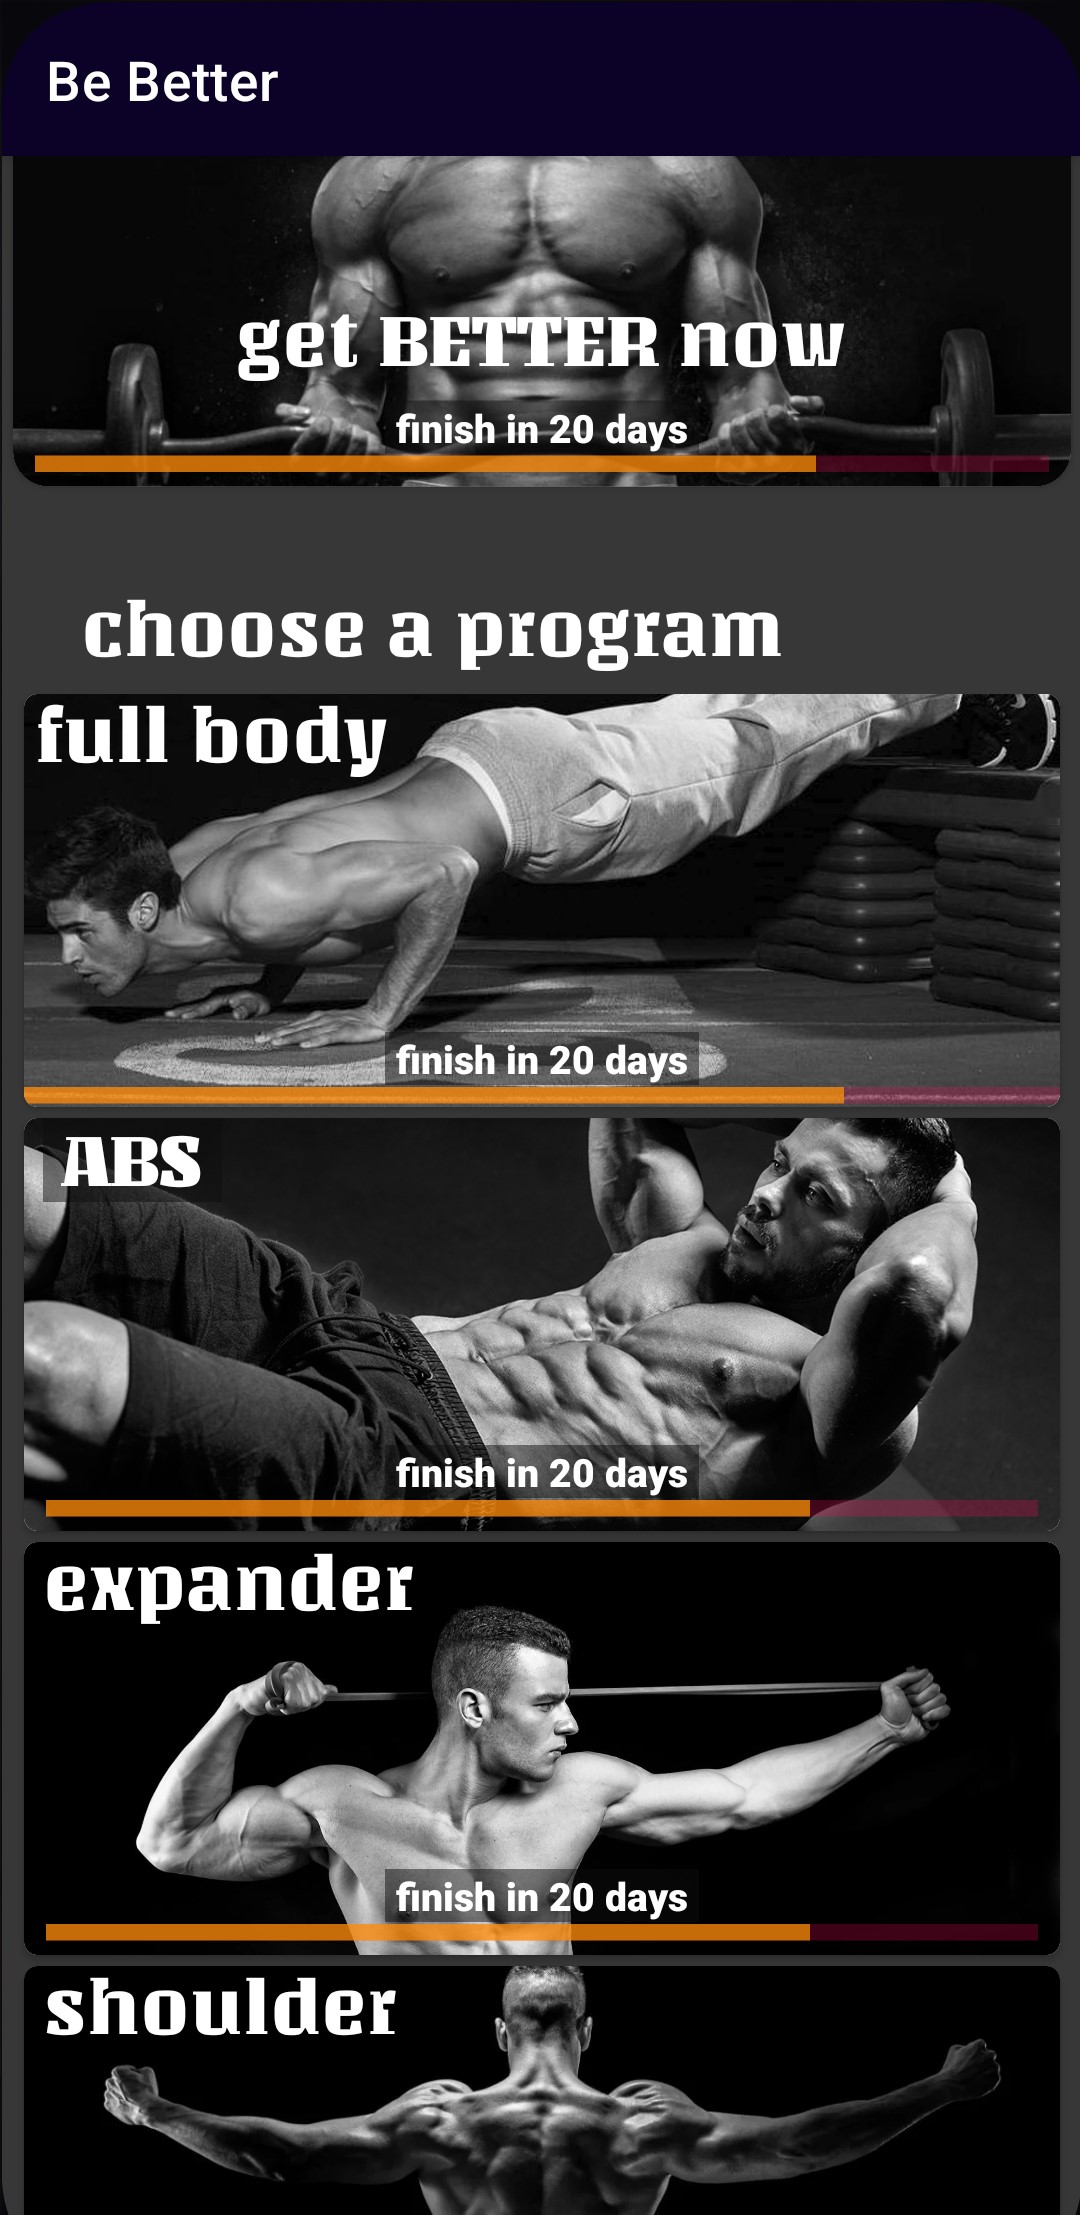 Be Better
get BETTER now
finish in 20 days
choose a program
full body
finish in 20 days
ABS
finish in 20 days
expander
finish in 20 days
shoulder